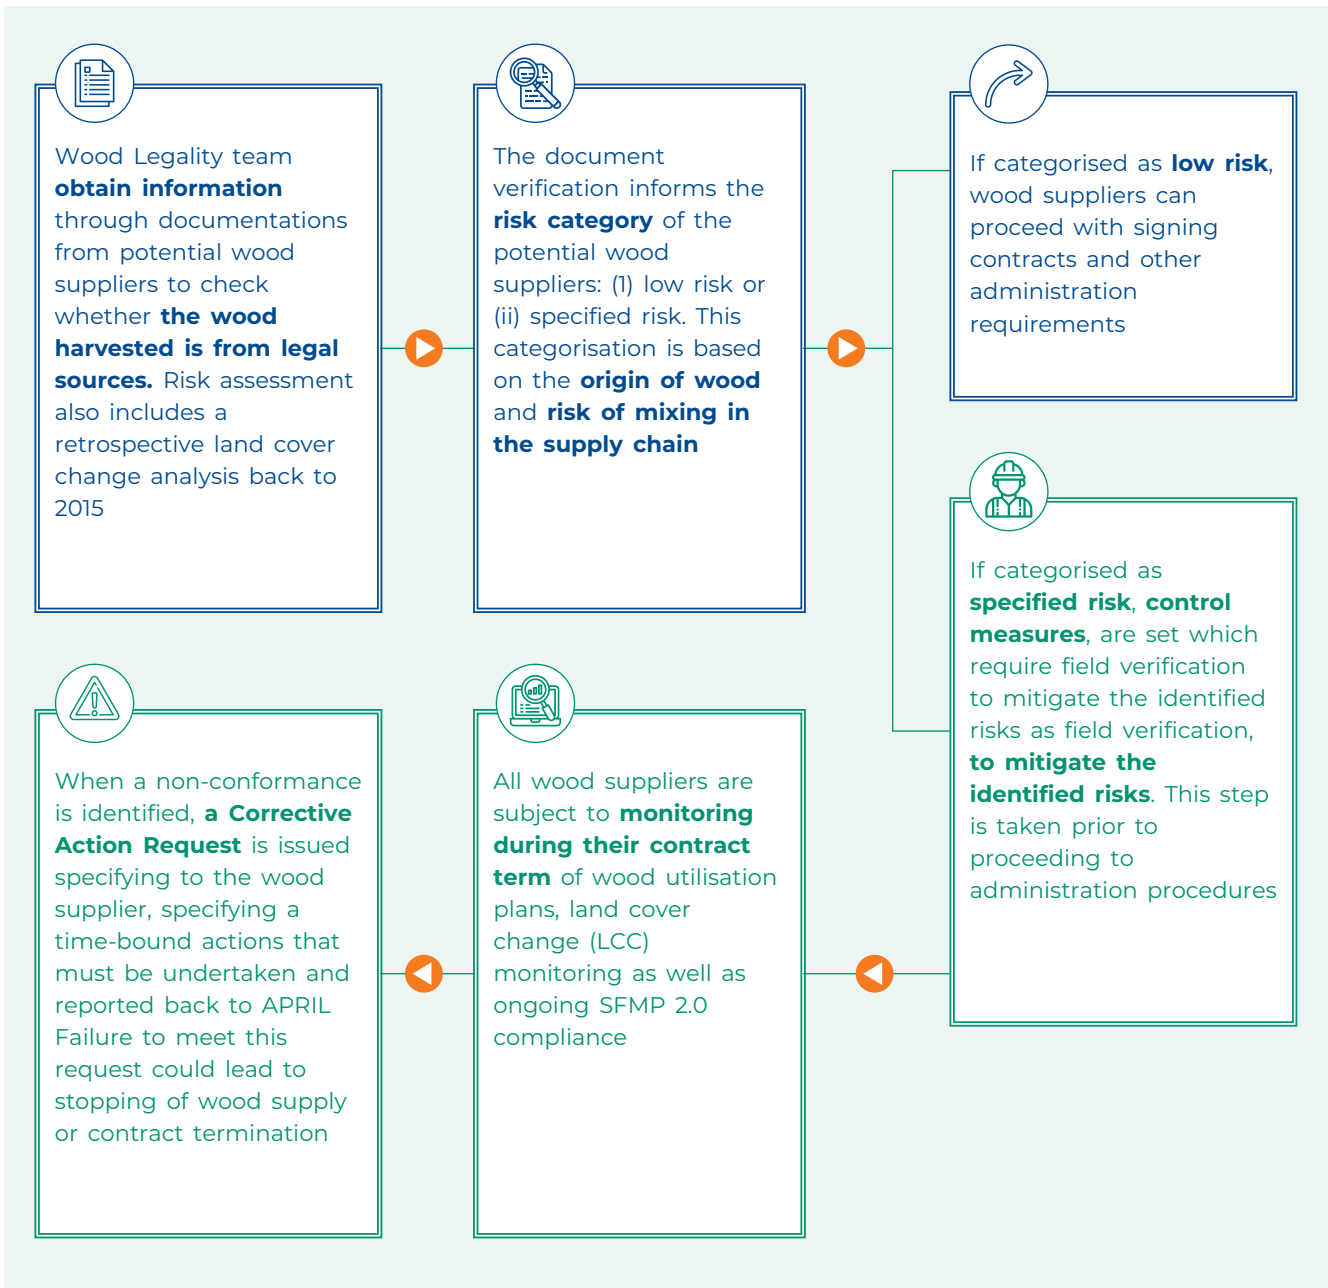 Wood Legality team
obtain information
through documentations
from potential wood
suppliers to check
whether the wood
harvested is from legal
sources. Risk assessment
also includes a
retrospective land cover
change analysis back to
2015
The document
verification informs the
risk category of the
potential wood
suppliers: (1) low risk or
(ii) specified risk. This
categorisation is based
on the origin of wood
and risk of mixing in
the supply chain
If categorised as low risk,
wood suppliers can
proceed with signing
contracts and other
administration
requirements
If categorised as
specified risk, control
measures, are set which
require field verification
to mitigate the identified
risks as field verification,
to mitigate the
identified risks. This step
is taken prior to
proceeding to
administration procedures
All wood suppliers are
subject to monitoring
during their contract
term of wood utilisation
plans, land cover
change (LCC)
monitoring as well as
ongoing SFMP 2.0
compliance
When a non-conformance
is identified, a Corrective
Action Request is issued
specifying to the wood
supplier, specifying a
time-bound actions that
must be undertaken and
reported back to APRIL
Failure to meet this
request could lead to
stopping of wood supply
or contract termination